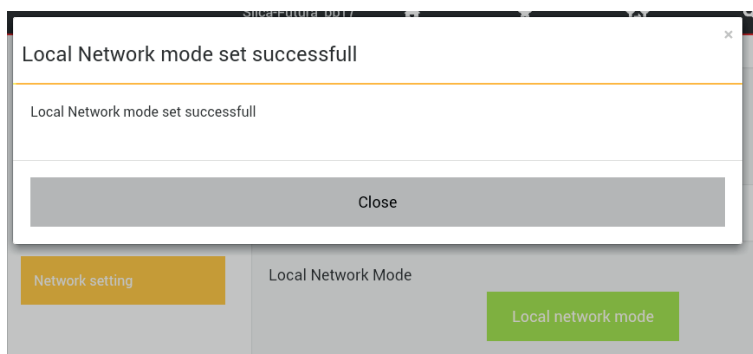 Local Network mode set successfull
×
Local Network mode set successfull
Close
Network setting
Local Network Mode
Local network mode